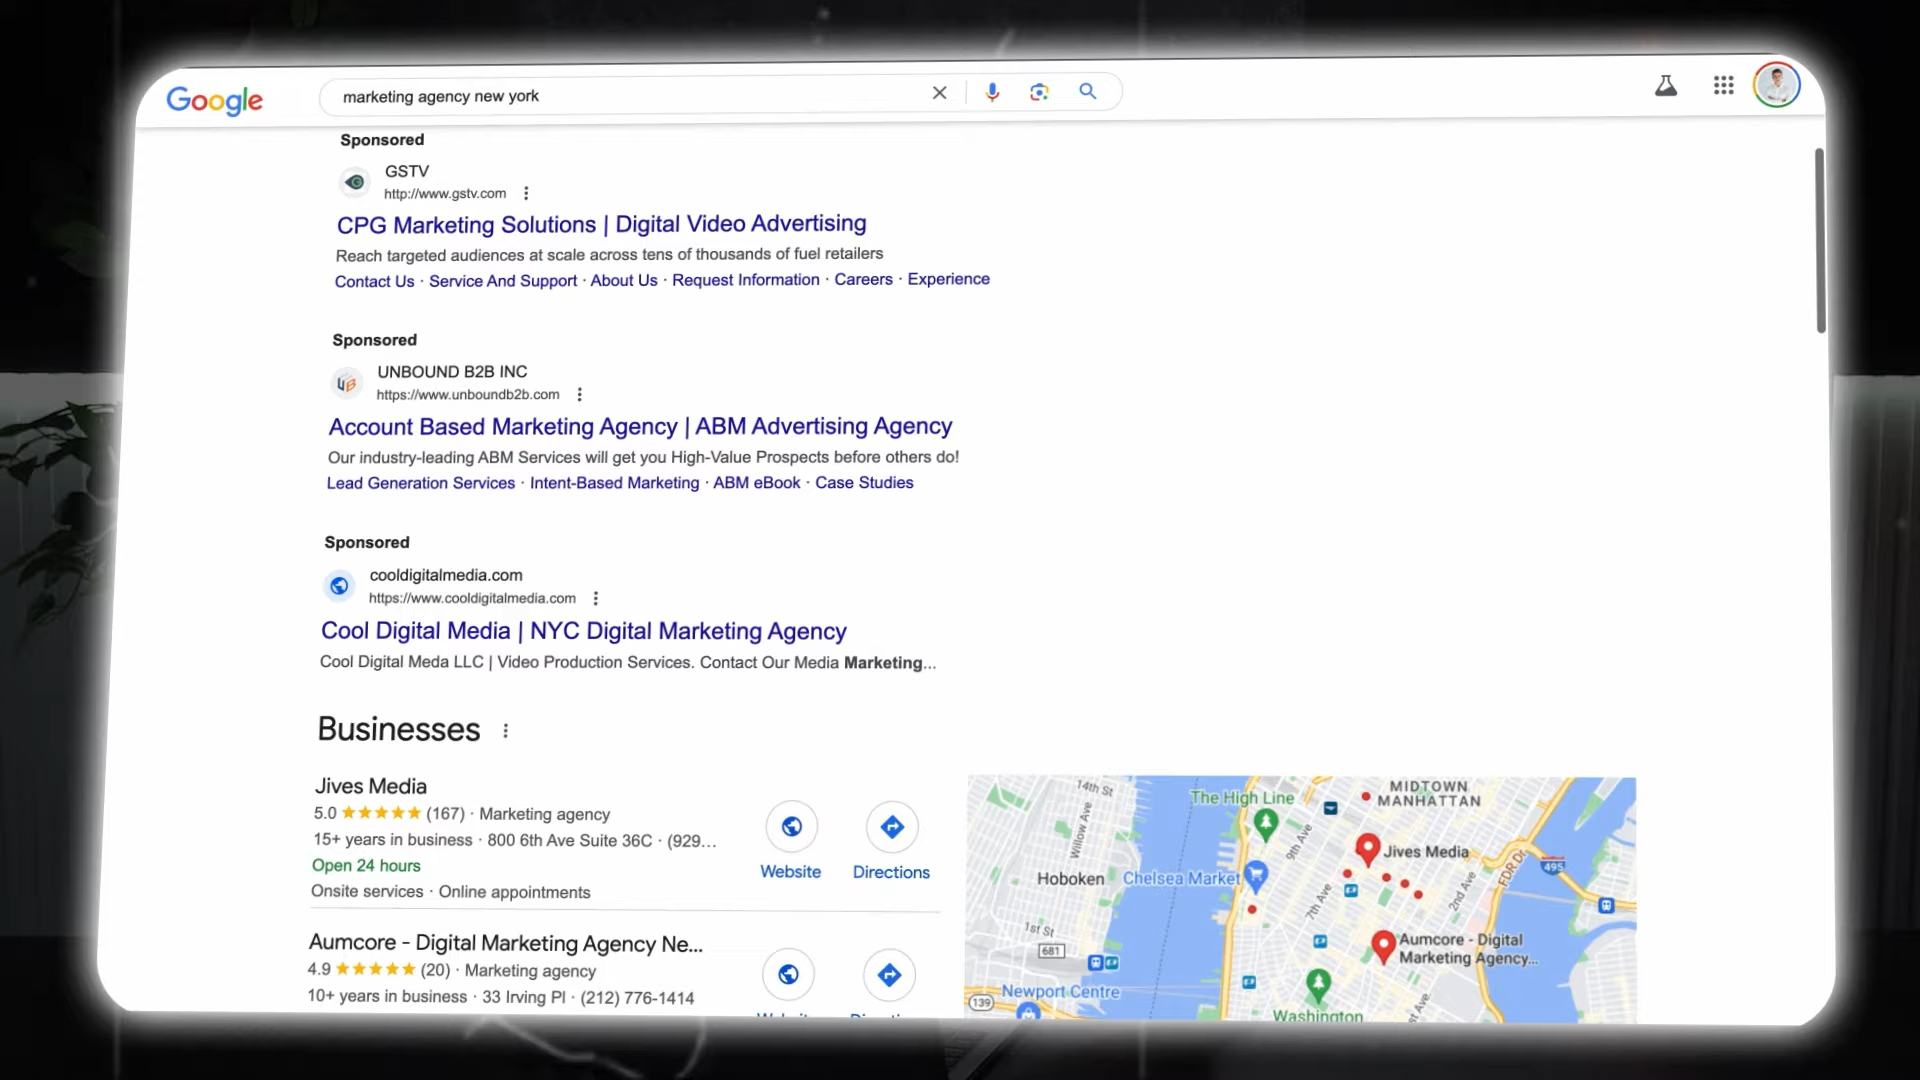 Google
marketing agency new york
Sponsored
GSTV
http://www.gstv.com
CPG Marketing Solutions | Digital Video Advertising
Reach targeted audiences at scale across tens of thousands of fuel retailers
Contact Us · Service And Support · About Us · Request Information · Careers · Experience
Sponsored
UNBOUND B2B INC
https://www.unboundb2b.com
Account Based Marketing Agency | ABM Advertising Agency
Our industry-leading ABM Services will get you High-Value Prospects before others do!
Lead Generation Services · Intent-Based Marketing · ABM eBook · Case Studies
Sponsored
cooldigitalmedia.com
https://www.cooldigitalmedia.com
Cool Digital Media | NYC Digital Marketing Agency
Cool Digital Meda LLC | Video Production Services. Contact Our Media Marketing...
Businesses
Jives Media
5.0 (167) · Marketing agency
15+ years in business · 800 6th Ave Suite 36C · (929...
Open 24 hours
Onsite services · Online appointments
Website
Directions
Aumcore - Digital Marketing Agency Ne...
4.9 (20) · Marketing agency
10+ years in business · 33 Irving Pl · (212) 776-1414
14th St
Willow Ave
The High Line
MIDTOWN
MANHATTAN
9th Ave
Jives Media
FDR Dr
495
Hoboken
Chelsea Market
7th Ave
2nd Ave
1st St
681
Aumcore - Digital
Marketing Agency...
139
Newport Centre
Washington